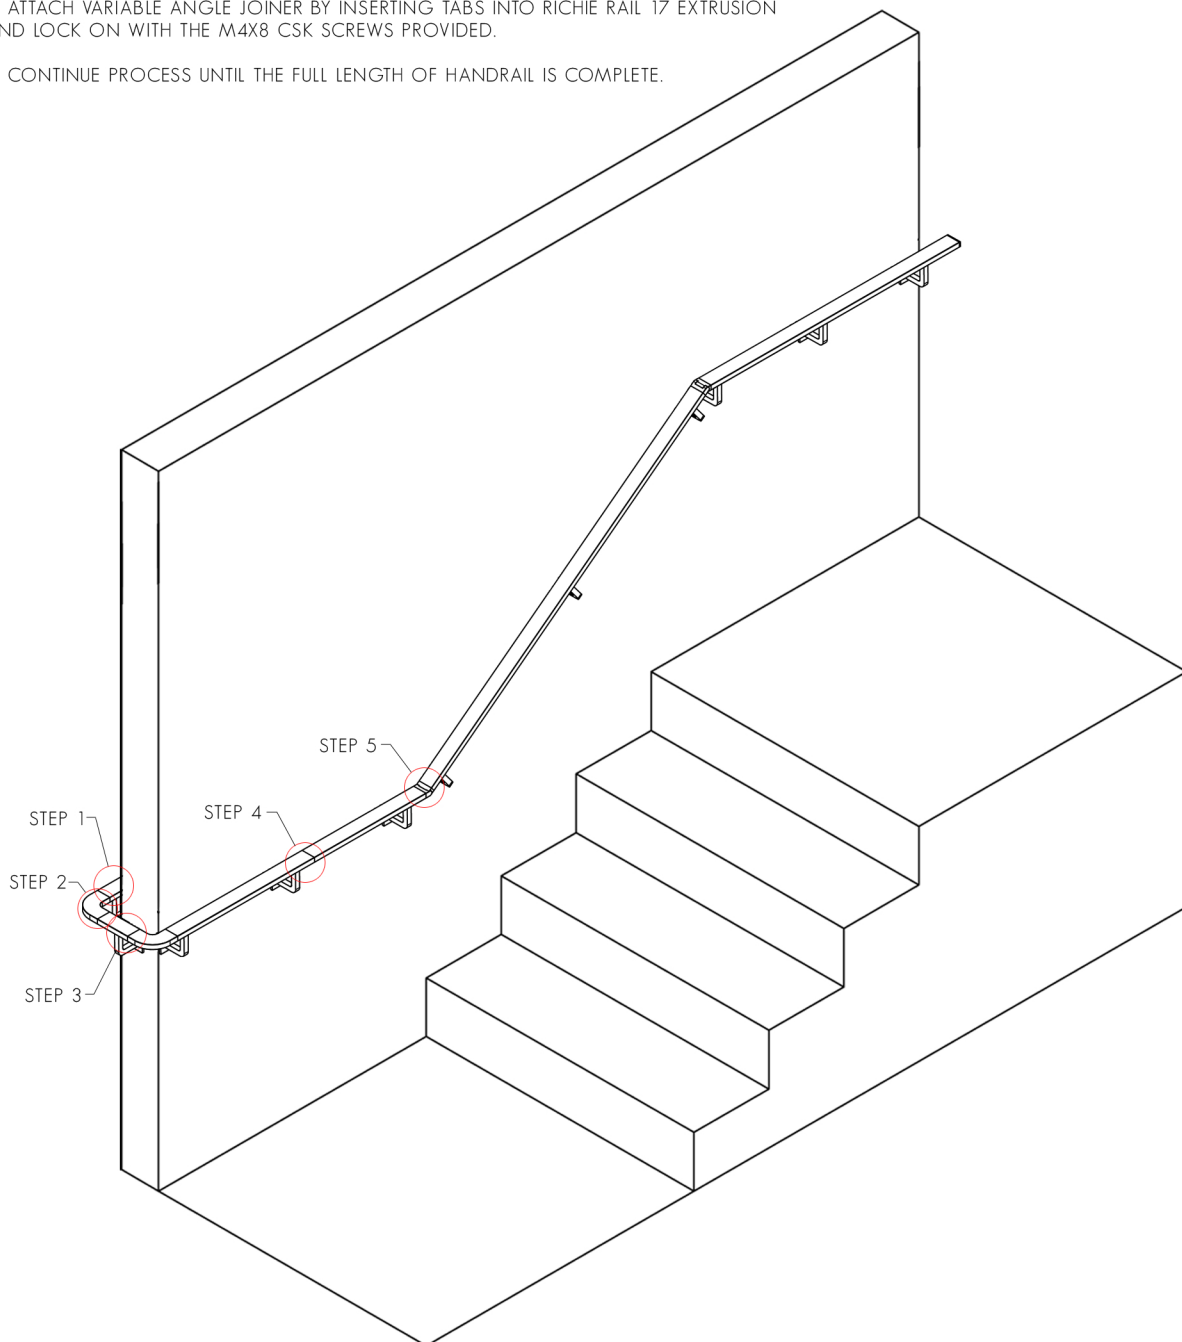 ATTACH VARIABLE ANGLE JOINER BY INSERTING TABS INTO RICHIE RAIL 17 EXTRUSION
ND LOCK ON WITH THE M4X8 CSK SCREWS PROVIDED.
CONTINUE PROCESS UNTIL THE FULL LENGTH OF HANDRAIL IS COMPLETE.
STEP 5
STEP 4
STEP 1
STEP 2
STEP 3